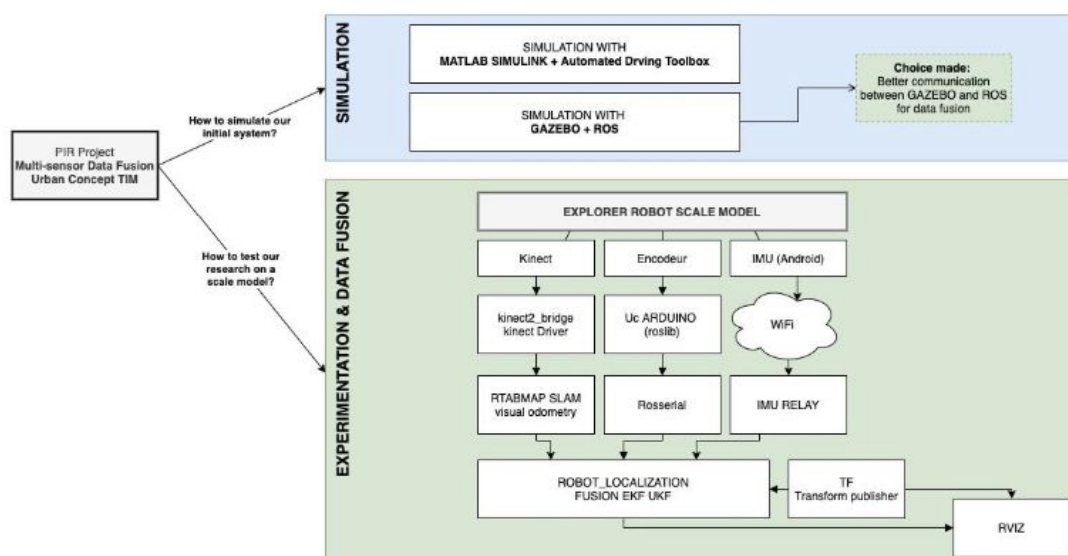 SIMULATION
SIMULATION WITH
MATLAB SIMULINK + Automated Drving Toolbox
SIMULATION WITH
GAZEBO + ROS
Choice made:
Better communication
between GAZEBO and ROS
for data fusion
How to simulate our
initial system?
PIR Project
Multi-sensor Data Fusion
Urban Concept TIM
How to test our
research on a
scale model?
EXPERIMENTATION & DATA FUSION
EXPLORER ROBOT SCALE MODEL
Kinect
Encodeur
IMU (Android)
kinect2_bridge
kinect Driver
Uc ARDUINO
(roslib)
WiFi
RTABMAP SLAM
visual odometry
Rosserial
IMU RELAY
ROBOT_LOCALIZATION
FUSION EKF UKF
TF
Transform publisher
RVIZ